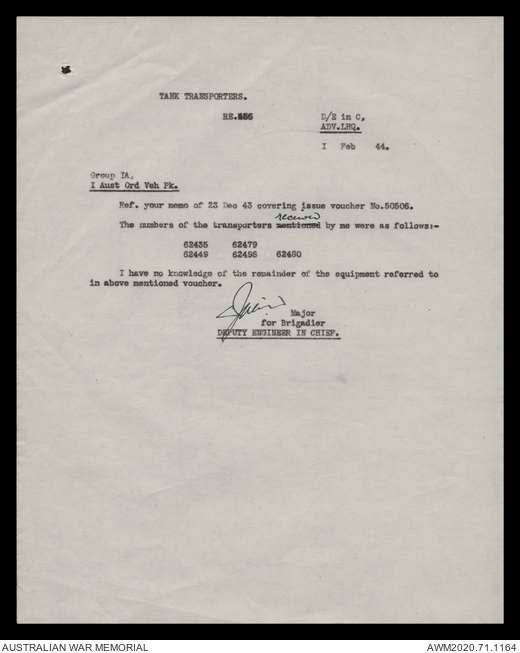 TANK TRANSPORTERS.
RE.486
D/E in C,
ADV.LHQ.
I Feb 44.
Group IA,
I Aust Ord Veh Pk.
Ref. your memo of 23 Dec 43 covering issue voucher No.50506.
received
The numbers of the transporters mentioned by me were as follows:-
62435 62479
62449 62498 62480
I have no knowledge of the remainder of the equipment referred to
in above mentioned voucher.
Major
for Brigadier
DEPUTY ENGINEER IN CHIEF.
AUSTRALIAN WAR MEMORIAL
AWM2020.71.1164